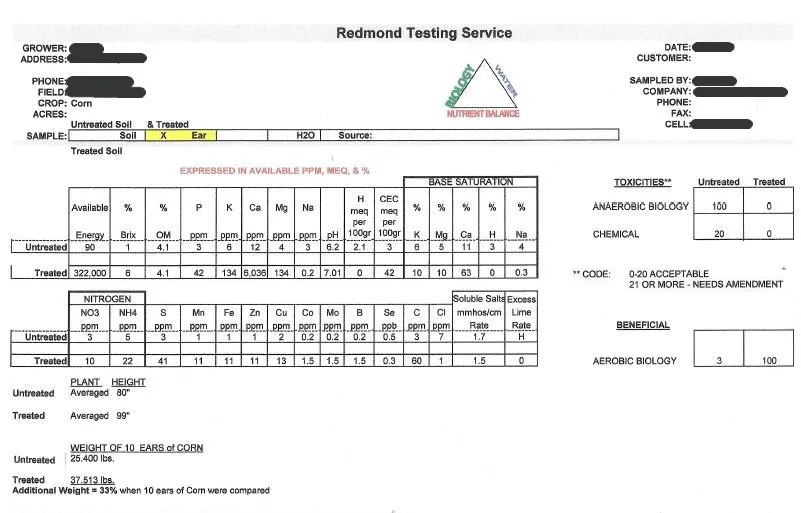 Redmond Testing Service
GROWER:
ADDRESS:
DATE:
CUSTOMER:
BIOLOGY
WATER
NUTRIENT BALANCE
PHONE:
FIELD:
CROP: Corn
ACRES:
SAMPLED BY:
COMPANY:
PHONE:
FAX:
CELL:
Untreated Soil & Treated
SAMPLE: Soil X Ear H2O Source:
Treated Soil
EXPRESSED IN AVAILABLE PPM, MEQ, & %
BASE SATURATION
Available Energy % Brix % OM P ppm K ppm Ca ppm Mg ppm Na ppm pH H meq per 100gr CEC meq per 100gr % K % Mg % Ca % H % Na
Untreated 90 1 4.1 3 6 12 4 3 6.2 2.1 3 6 5 11 3 4
Treated 322,000 6 4.1 42 134 6,036 134 0.2 7.01 0 42 10 10 63 0 0.3
TOXICITIES** Untreated Treated
ANAEROBIC BIOLOGY 100 0
CHEMICAL 20 0
** CODE: 0-20 ACCEPTABLE
21 OR MORE - NEEDS AMENDMENT
NITROGEN
NO3 ppm NH4 ppm S ppm Mn ppm Fe ppm Zn ppm Cu ppm Co ppm Mo ppm B ppm Se ppb C ppm Cl ppm Soluble Salts mmhos/cm Rate Excess Lime Rate
Untreated 3 5 3 1 1 1 2 0.2 0.2 0.2 0.5 3 7 1.7 H
Treated 10 22 41 11 11 11 13 1.5 1.5 1.5 0.3 60 1 1.5 0
BENEFICIAL
AEROBIC BIOLOGY 3 100
PLANT HEIGHT
Untreated Averaged 80"
Treated Averaged 99"
WEIGHT OF 10 EARS of CORN
Untreated 25.400 lbs.
Treated 37.513 lbs.
Additional Weight = 33% when 10 ears of Corn were compared